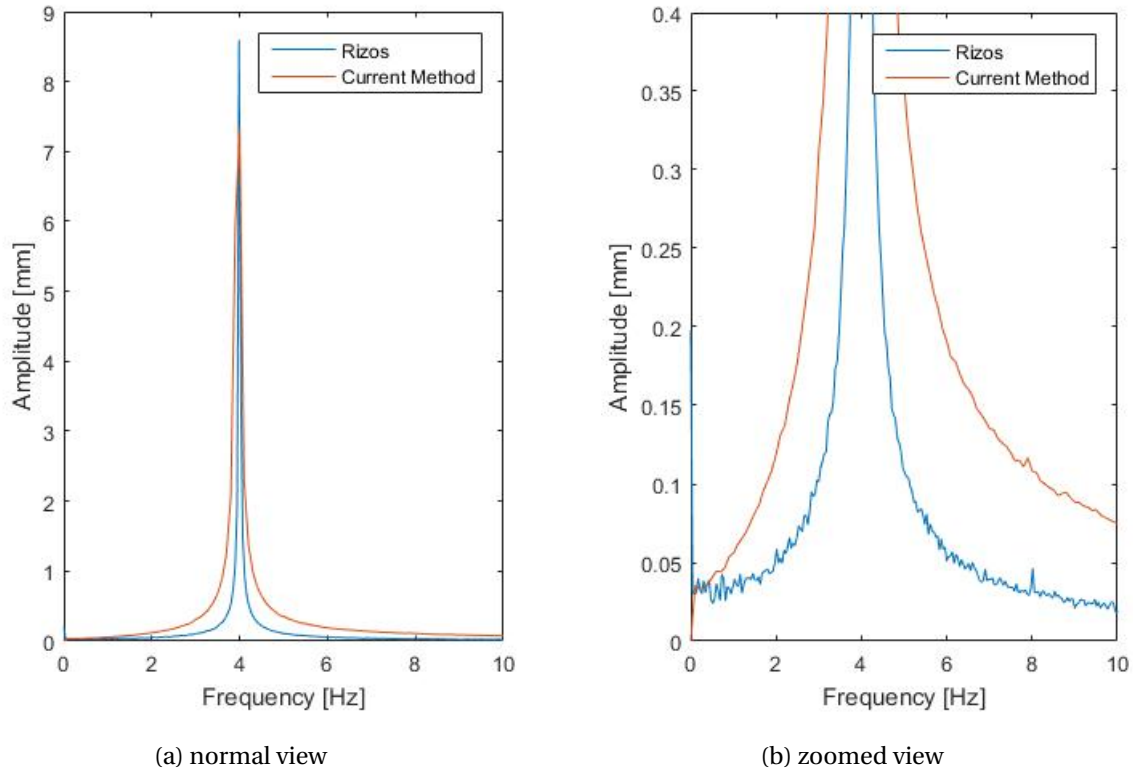 9
8
7
6
5
4
3
2
1
0
Amplitude [mm]
0 2 4 6 8 10
Frequency [Hz]
Rizos
Current Method
(a) normal view
0.4
0.35
0.3
0.25
0.2
0.15
0.1
0.05
0
Amplitude [mm]
0 2 4 6 8 10
Frequency [Hz]
Rizos
Current Method
(b) zoomed view